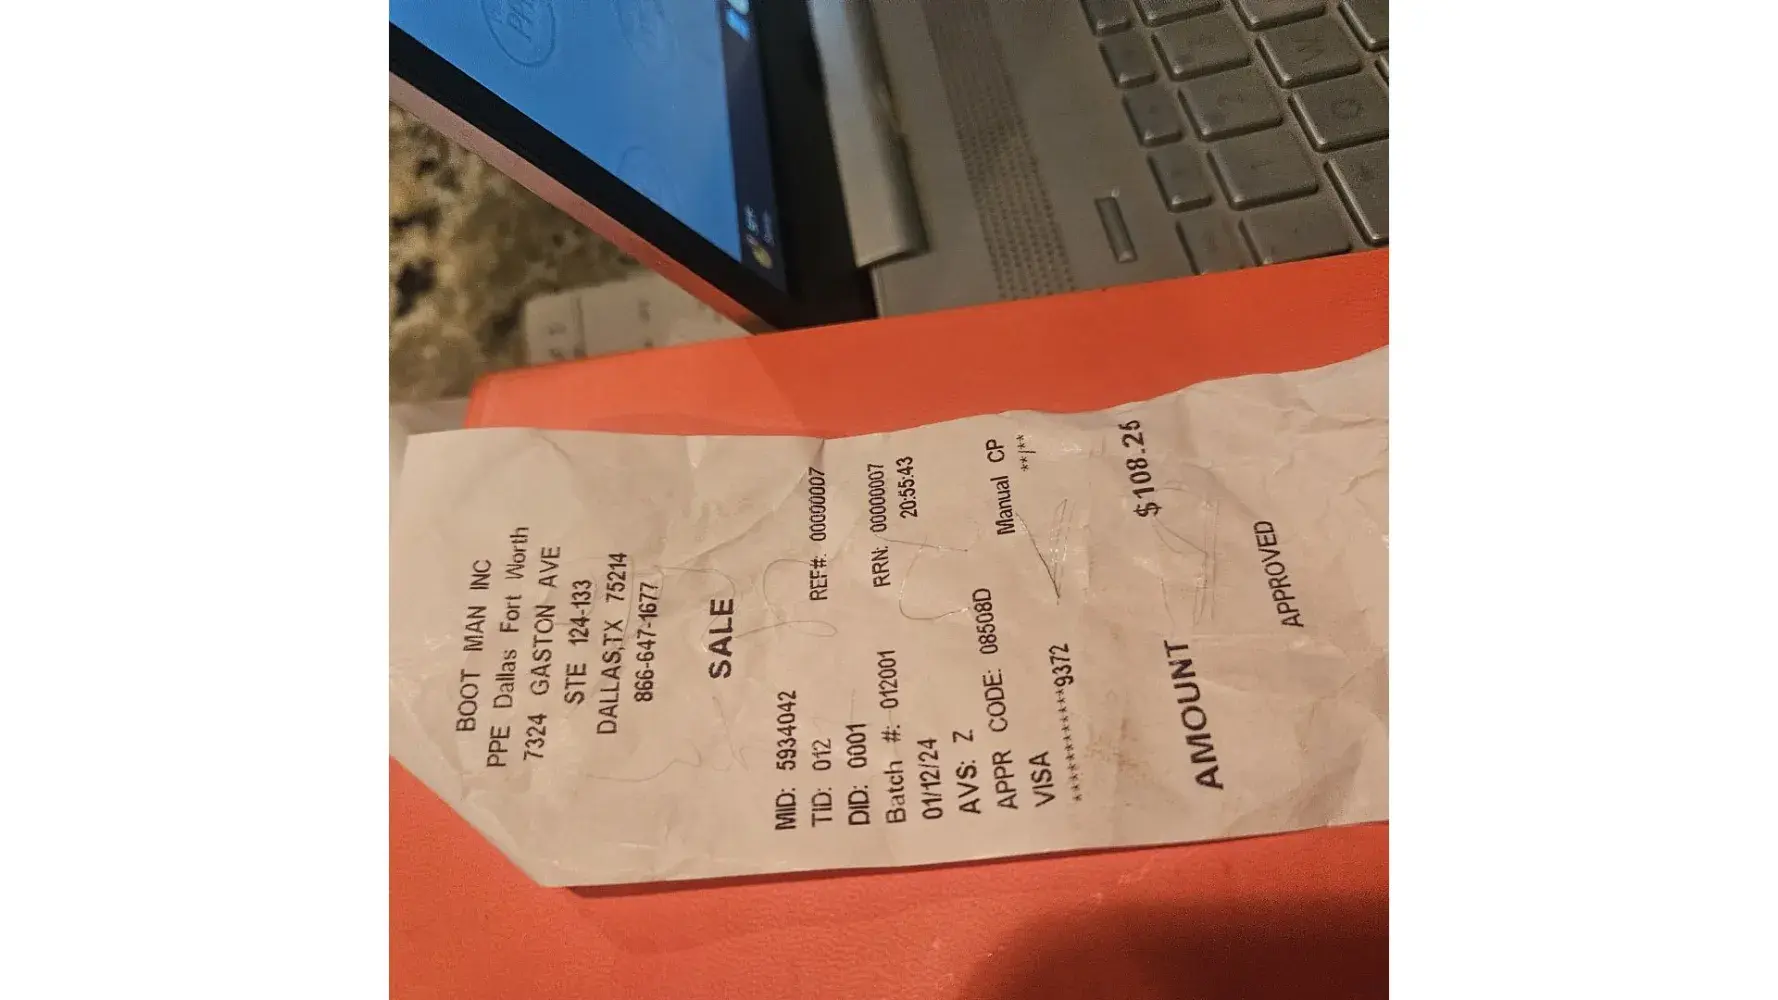 BOOT MAN INC
PPE Dallas Fort Worth
7324 GASTON AVE
STE 124-133
DALLAS,TX 75214
866-647-1677
SALE
MID: 5934042
TID: 012 REF#: 00000007
DID: 0001
Batch #: 012001 RRN: 00000007
01/12/24 20:55:43
AVS: Z
APPR CODE: 08508D
VISA Manual CP
************9372 **/**
AMOUNT $108.25
APPROVED